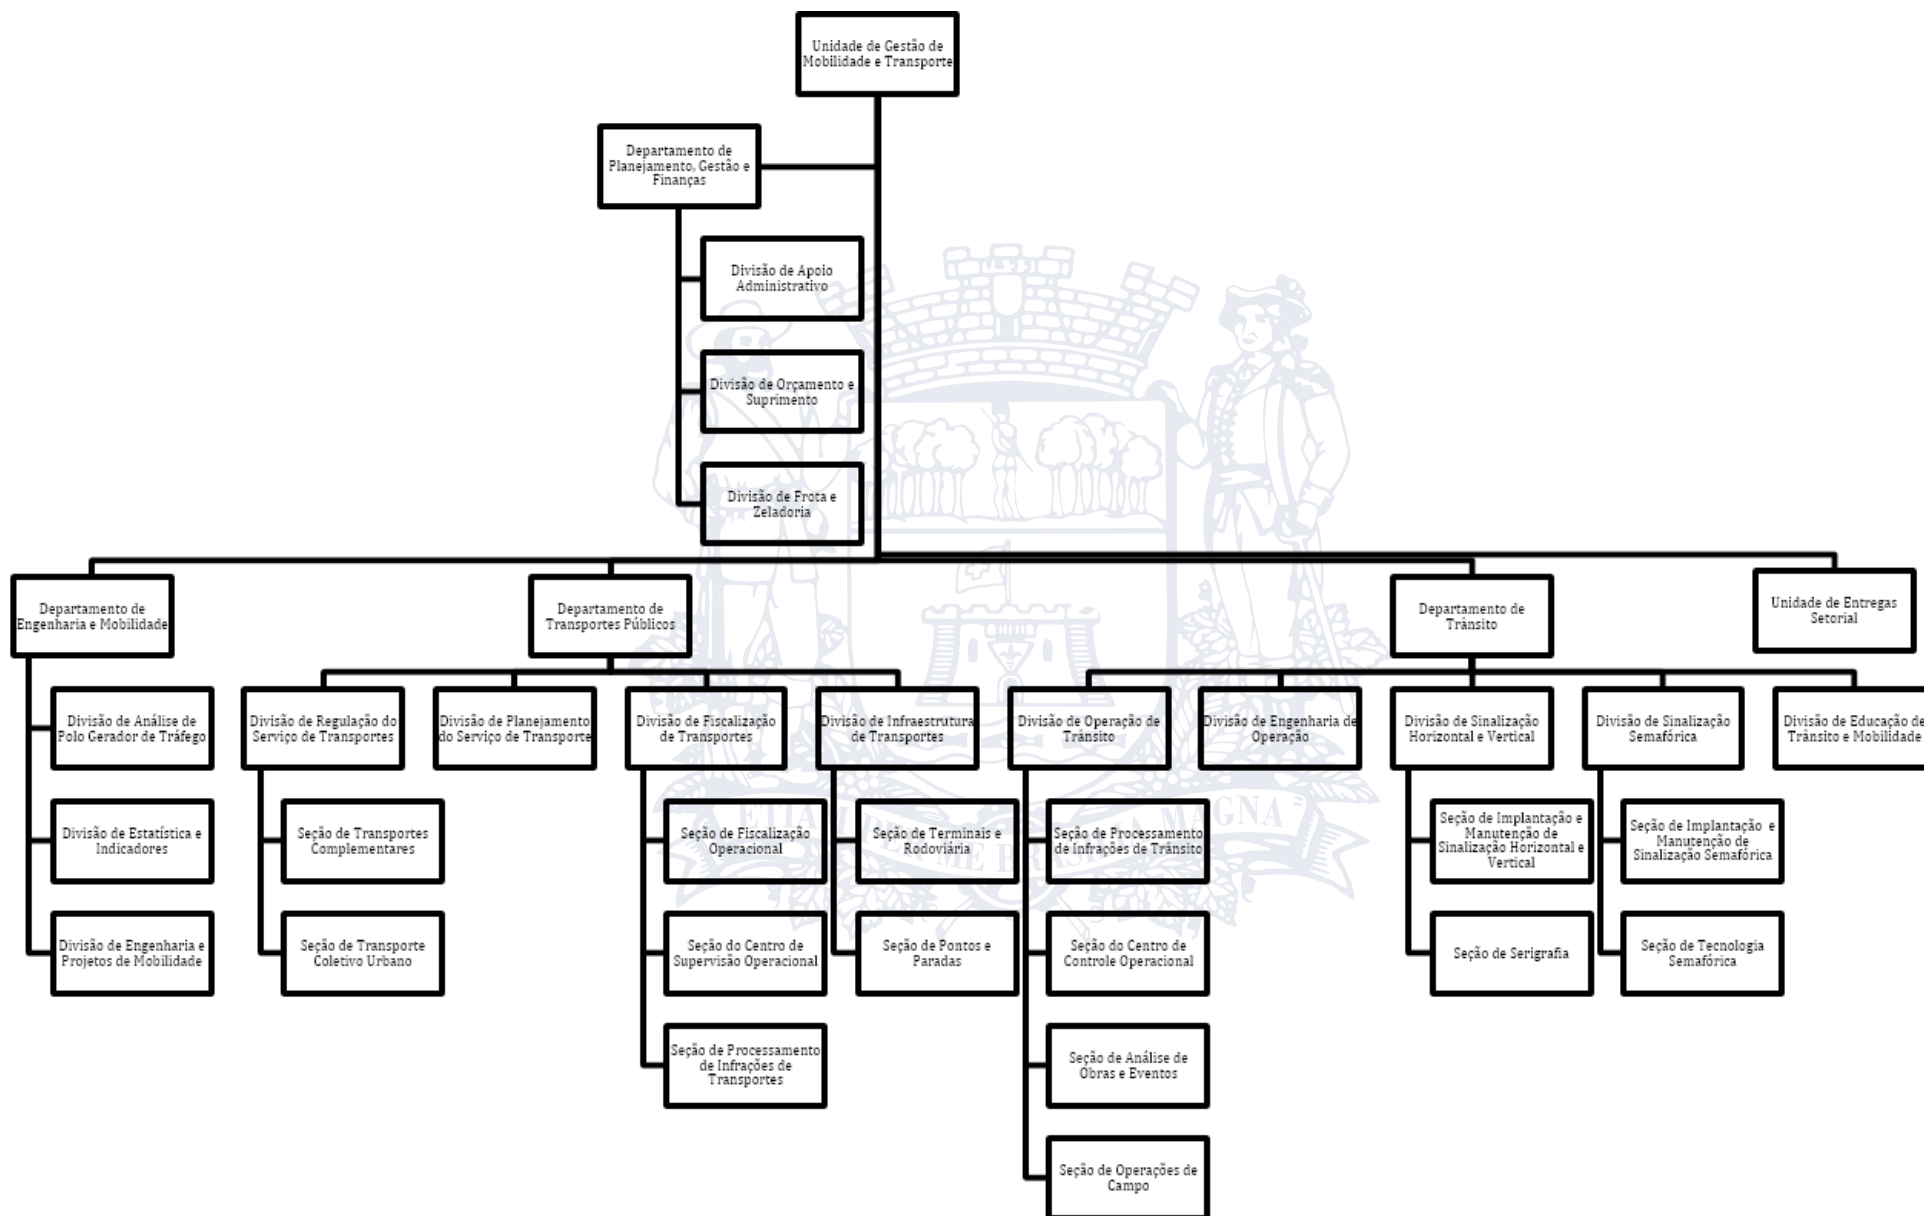 Unidade de Gestão de
Mobilidade e Transporte
Departamento de
Planejamento, Gestão e
Finanças
Divisão de Apoio
Administrativo
Divisão de Orçamento e
Suprimento
Divisão de Frota e
Zeladoria
Departamento de
Engenharia e Mobilidade
Departamento de
Transportes Públicos
Departamento de
Trânsito
Unidade de Entregas
Setorial
Divisão de Análise de
Polo Gerador de Tráfego
Divisão de Regulação do
Serviço de Transportes
Divisão de Planejamento
do Serviço de Transporte
Divisão de Fiscalização
de Transportes
Divisão de Infraestrutura
de Transportes
Divisão de Operação de
Trânsito
Divisão de Engenharia de
Operação
Divisão de Sinalização
Horizontal e Vertical
Divisão de Sinalização
Semafórica
Divisão de Educação de
Trânsito e Mobilidade
Divisão de Estatística e
Indicadores
Seção de Transportes
Complementares
Seção de Fiscalização
Operacional
Seção de Terminais e
Rodoviária
Seção de Processamento
de Infrações de Trânsito
Seção de Implantação e
Manutenção de
Sinalização Horizontal e
Vertical
Seção de Implantação e
Manutenção de
Sinalização Semafórica
Divisão de Engenharia e
Projetos de Mobilidade
Seção de Transporte
Coletivo Urbano
Seção do Centro de
Supervisão Operacional
Seção de Pontos e
Paradas
Seção do Centro de
Controle Operacional
Seção de Serigrafia
Seção de Tecnologia
Semafórica
Seção de Processamento
de Infrações de
Transportes
Seção de Análise de
Obras e Eventos
Seção de Operações de
Campo